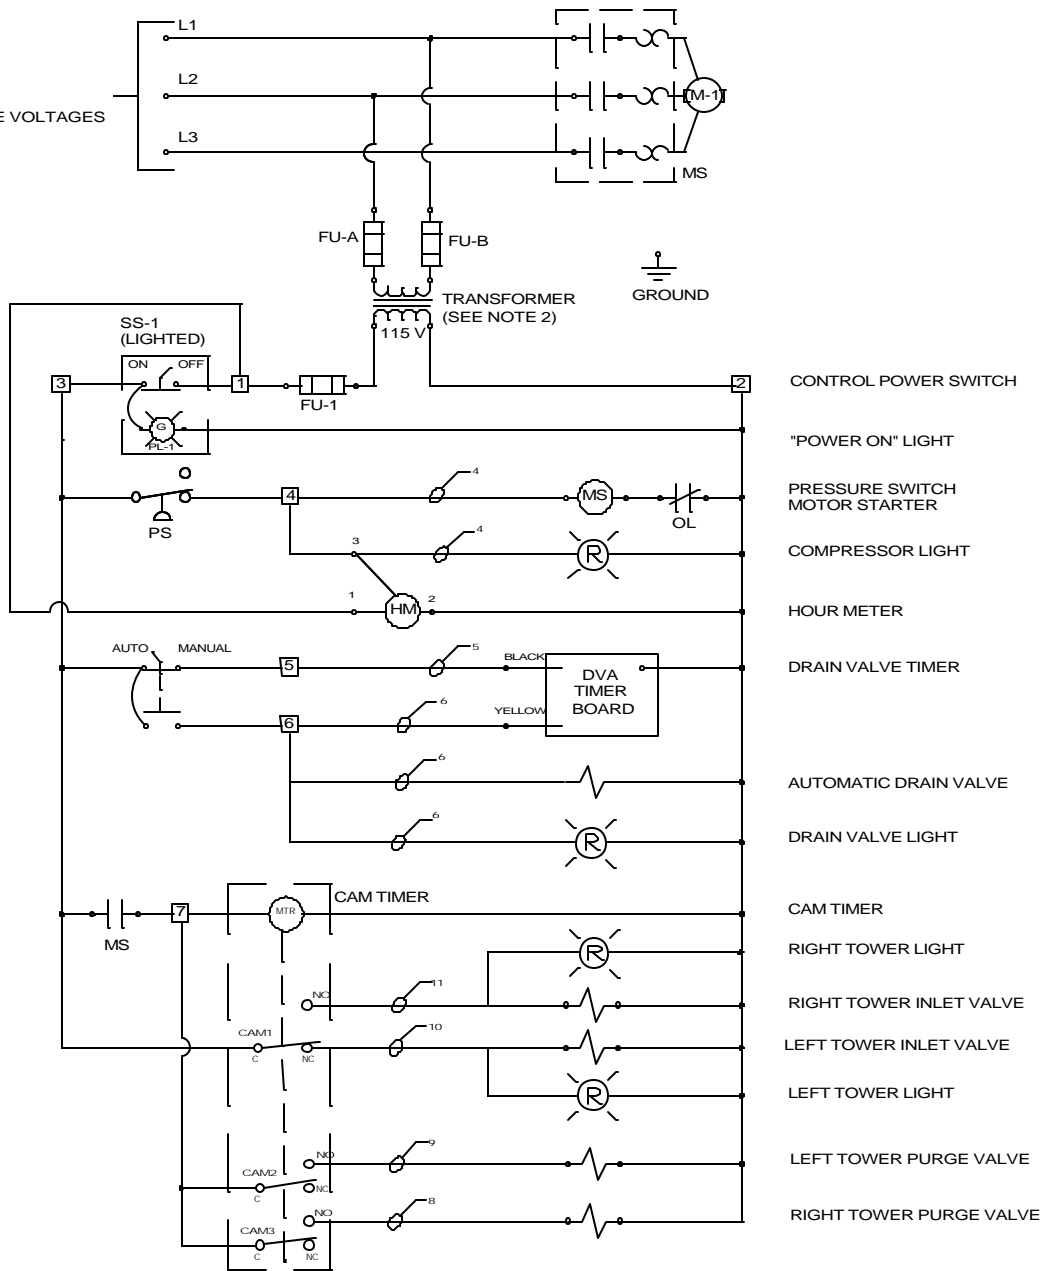 L1
L2
E VOLTAGES
L3
M-1
MS
FU-A
FU-B
GROUND
TRANSFORMER
(SEE NOTE 2)
115 V
SS-1
(LIGHTED)
ON
OFF
3
1
FU-1
2
CONTROL POWER SWITCH
G
PL-1
"POWER ON" LIGHT
PS
4
4
MS
OL
PRESSURE SWITCH
MOTOR STARTER
3
4
R
COMPRESSOR LIGHT
1
HM
2
HOUR METER
AUTO
MANUAL
5
5
BLACK
DVA
TIMER
BOARD
DRAIN VALVE TIMER
6
6
YELLOW
6
AUTOMATIC DRAIN VALVE
6
R
DRAIN VALVE LIGHT
MS
7
MTR
CAM TIMER
CAM TIMER
R
RIGHT TOWER LIGHT
NO
11
RIGHT TOWER INLET VALVE
CAM1
C
NC
10
LEFT TOWER INLET VALVE
R
LEFT TOWER LIGHT
NO
9
LEFT TOWER PURGE VALVE
CAM2
C
NC
NO
8
RIGHT TOWER PURGE VALVE
CAM3
C
NC